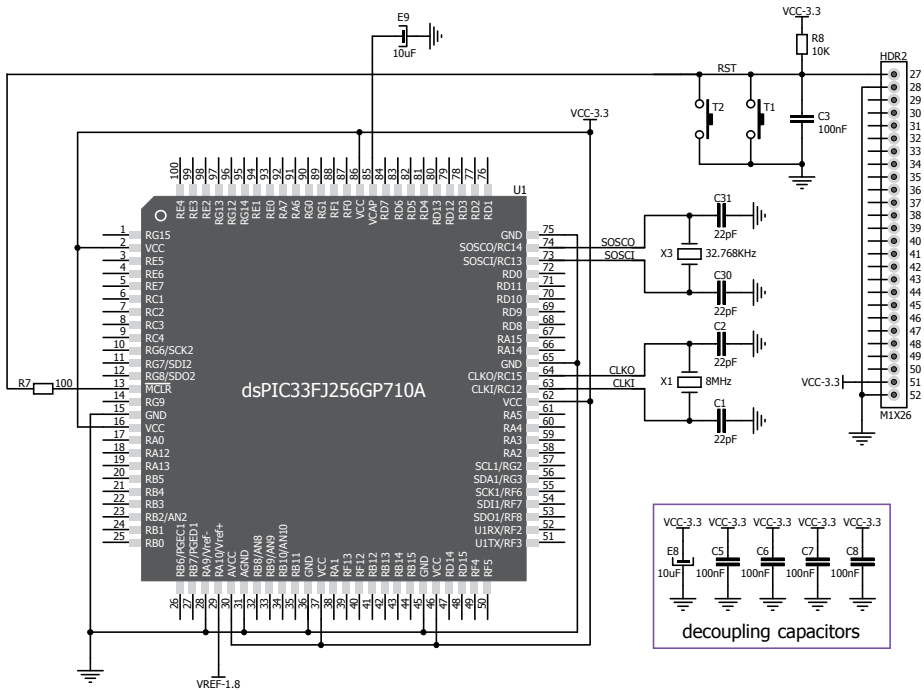 E9
10uF
VCC-3.3
R8
10K
HDR2
RST
T2
T1
C3
100nF
27
28
29
30
31
32
33
34
35
36
37
38
39
40
41
42
43
44
45
46
47
48
49
50
51
52
VCC-3.3
M1X26
VCC-3.3
100
99
98
97
96
95
94
93
92
91
90
89
88
87
86
85
84
83
82
81
80
79
78
77
76
U1
RE4
RE3
RE2
RG13
RG12
RG14
RE1
RE0
RA7
RA6
RG0
RG1
RF1
RF0
VCC
VCAP
RD7
RD6
RD5
RD4
RD13
RD12
RD3
RD2
RD1
1 RG15
2 VCC
3 RE5
4 RE6
5 RE7
6 RC1
7 RC2
8 RC3
9 RC4
10 RG6/SCK2
11 RG7/SDI2
12 RG8/SDO2
R7 100 13 MCLR
14 RG9
15 GND
16 VCC
17 RA0
18 RA12
19 RA13
20 RB5
21 RB4
22 RB3
23 RB2/AN2
24 RB1
25 RB0
dsPIC33FJ256GP710A
GND 75
SOSCO/RC14 74 SOSCO
SOSCI/RC13 73 SOSCI
RD0 72
RD11 71
RD10 70
RD9 69
RD8 68
RA15 67
RA14 66
GND 65
CLKO/RC15 64 CLKO
CLKI/RC12 63 CLKI
VCC 62
RA5 61
RA4 60
RA3 59
RA2 58
SCL1/RG2 57
SDA1/RG3 56
SCK1/RF6 55
SDI1/RF7 54
SDO1/RF8 53
U1RX/RF2 52
U1TX/RF3 51
C31
22pF
X3 32.768KHz
C30
22pF
C2
22pF
X1 8MHz
C1
22pF
RB6/PGEC1
RB7/PGED1
RA9/Vref-
RA10/Vref+
AVCC
AGND
RB8/AN8
RB9/AN9
RB10/AN10
RB11
GND
VCC
RA1
RF13
RF12
RB12
RB13
RB14
RB15
GND
VCC
RD14
RD15
RF4
RF5
26
27
28
29
30
31
32
33
34
35
36
37
38
39
40
41
42
43
44
45
46
47
48
49
50
VREF-1.8
VCC-3.3 VCC-3.3 VCC-3.3 VCC-3.3 VCC-3.3
E8 C5 C6 C7 C8
10uF 100nF 100nF 100nF 100nF
decoupling capacitors